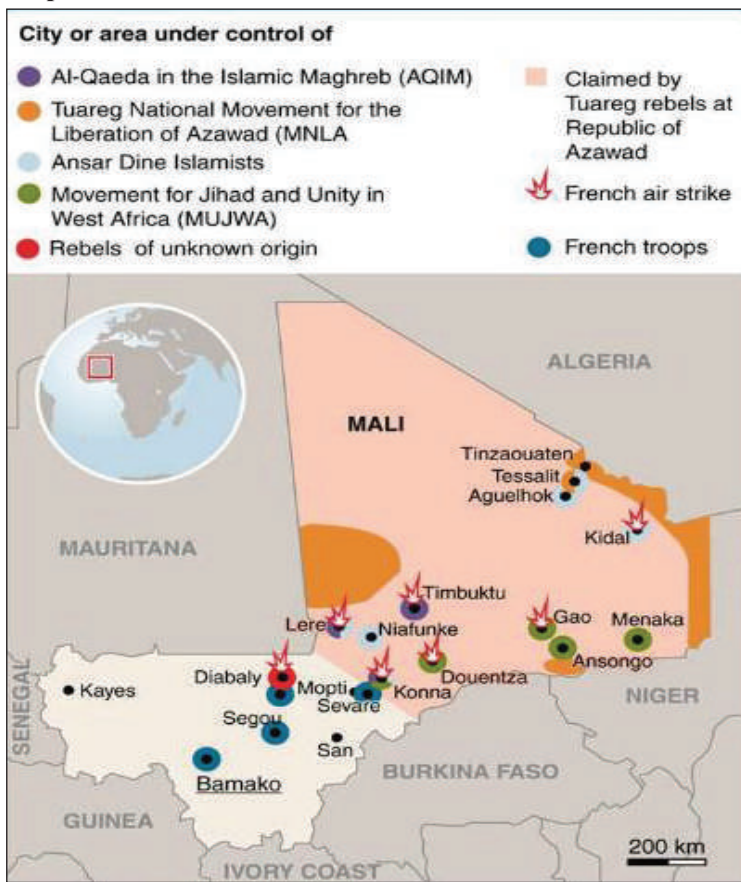 City or area under control of
Al-Qaeda in the Islamic Maghreb (AQIM)
Tuareg National Movement for the
Liberation of Azawad (MNLA
Ansar Dine Islamists
Movement for Jihad and Unity in
West Africa (MUJWA)
Rebels of unknown origin
Claimed by
Tuareg rebels at
Republic of
Azawad
French air strike
French troops
ALGERIA
MALI
Tinzaouaten
Tessalit
Aguelhok
MAURITANA
Kidal
Timbuktu
Lere
Niafunke
Gao
Menaka
Ansongo
Diabaly
Mopti
Sevare
Konna
Douentza
Kayes
SENEGAL
NIGER
Segou
San
Bamako
BURKINA FASO
GUINEA
IVORY COAST
200 km